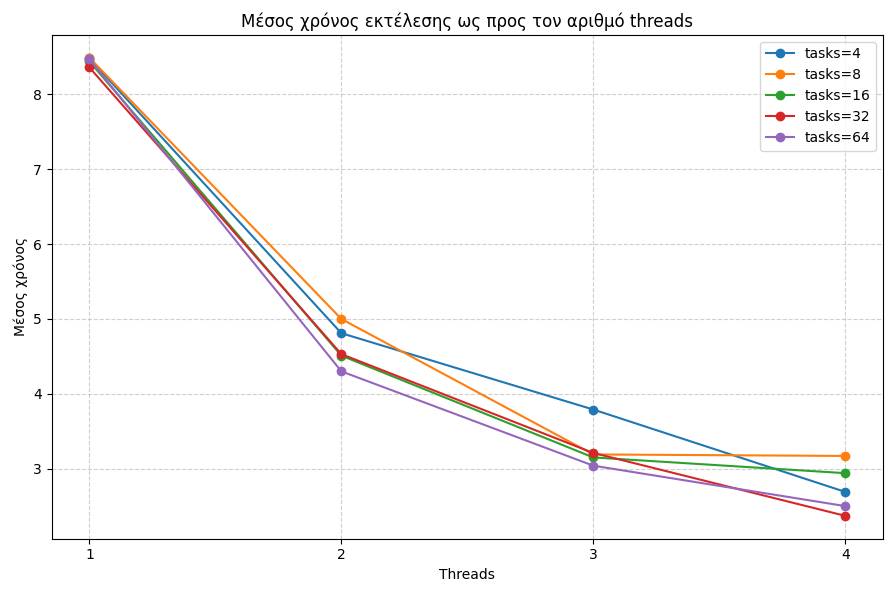 Μέσος χρόνος εκτέλεσης ως προς τον αριθμό threads
tasks=4
tasks=8
tasks=16
tasks=32
tasks=64
Μέσος χρόνος
8
7
6
5
4
3
1 2 3 4
Threads